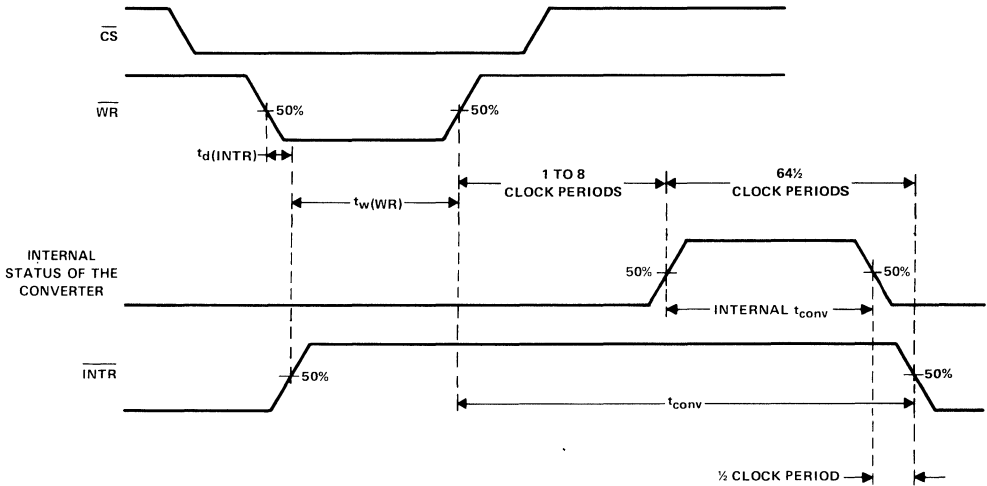 CS
WR
50%
50%
td(INTR)
1 TO 8
CLOCK PERIODS
64½
CLOCK PERIODS
tw(WR)
INTERNAL
STATUS OF THE
CONVERTER
50%
50%
INTERNAL tconv
INTR
50%
50%
tconv
½ CLOCK PERIOD